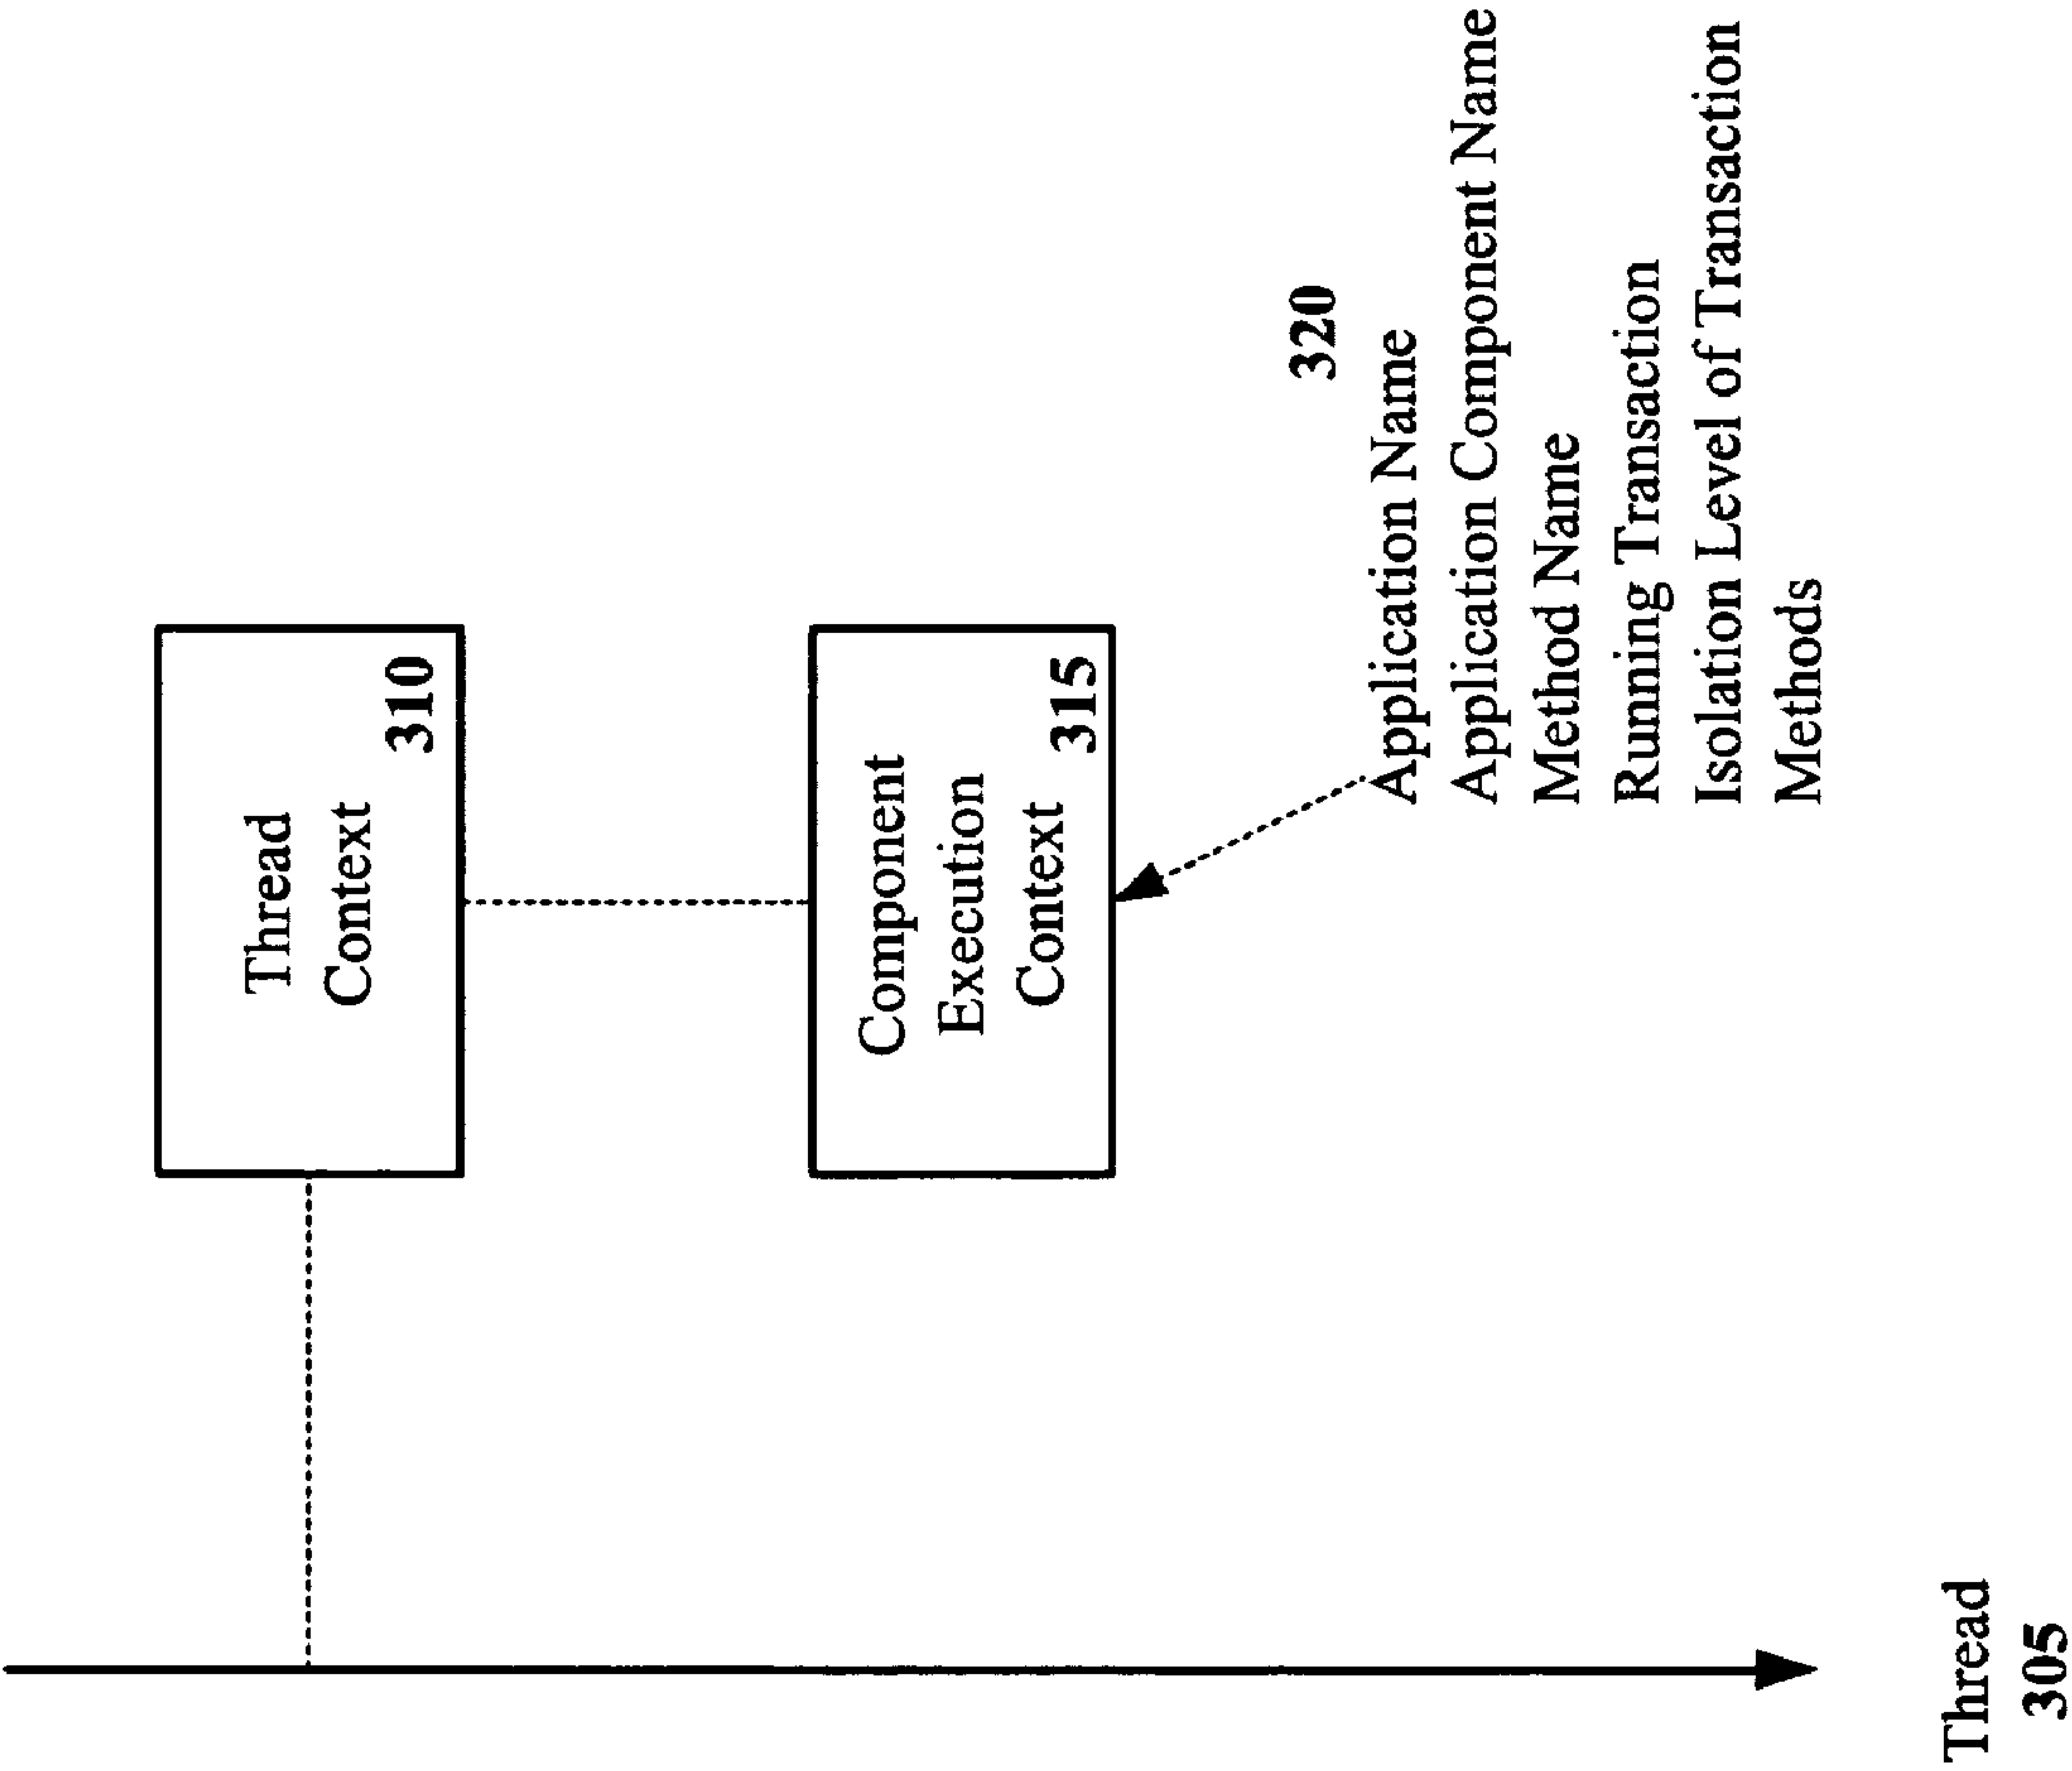 Thread
Context
310
Component
Execution
Context
315
320
Application Name
Application Component Name
Method Name
Running Transaction
Isolation Level of Transaction
Methods
Thread
305